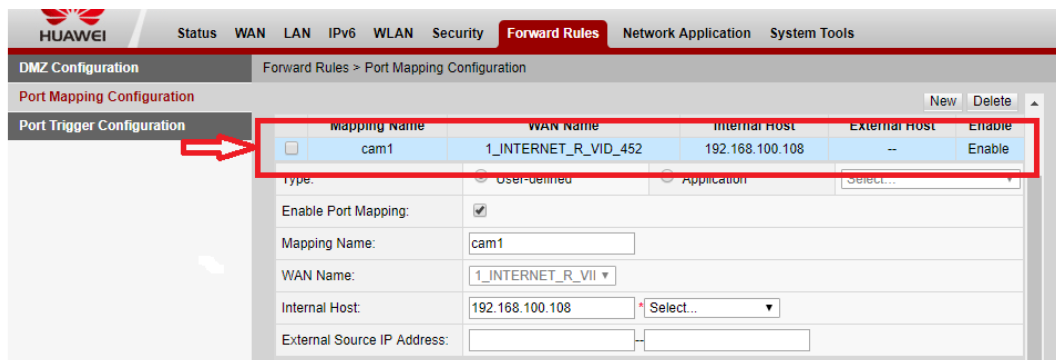 HUAWEI Status WAN LAN IPv6 WLAN Security Forward Rules Network Application System Tools
DMZ Configuration Forward Rules > Port Mapping Configuration
Port Mapping Configuration New Delete
Port Trigger Configuration Mapping Name WAN Name Internal Host External Host Enable
cam1 1_INTERNET_R_VID_452 192.168.100.108 -- Enable
Type: User-defined Application Select...
Enable Port Mapping:
Mapping Name: cam1
WAN Name: 1_INTERNET_R_VII
Internal Host: 192.168.100.108 * Select...
External Source IP Address: --